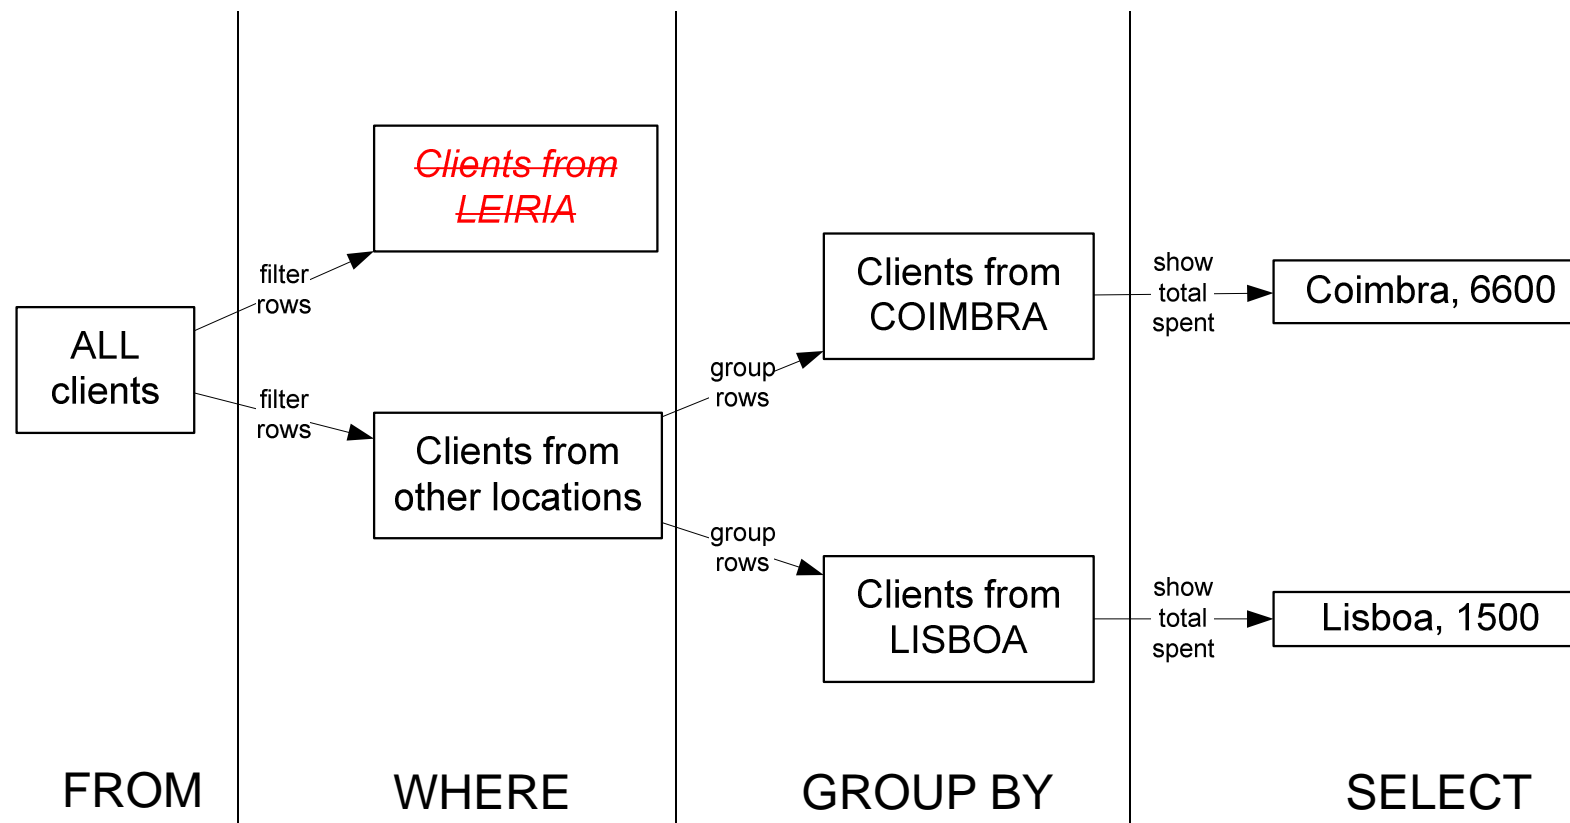 ALL
clients
filter
rows
filter
rows
Clients from
LEIRIA
Clients from
other locations
group
rows
group
rows
Clients from
COIMBRA
Clients from
LISBOA
show
total
spent
show
total
spent
Coimbra, 6600
Lisboa, 1500
FROM
WHERE
GROUP BY
SELECT